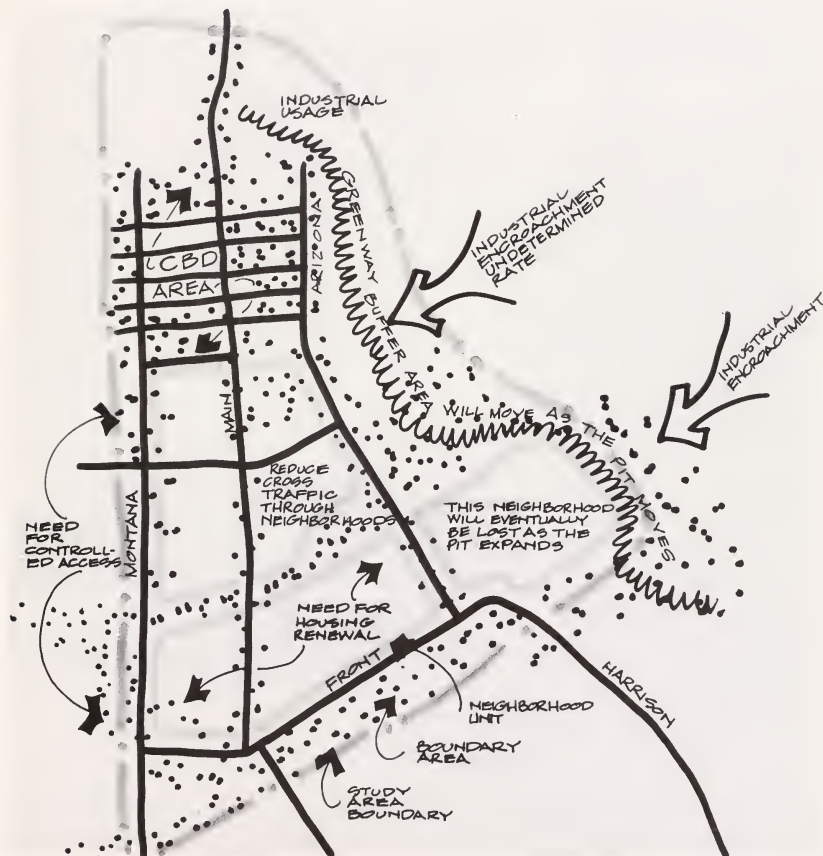 INDUSTRIAL
USAGE
GREENWAY BUFFER AREA WILL MOVE AS THE PIT MOVES
INDUSTRIAL
ENCROACHMENT
UNDETERMINED
RATE
INDUSTRIAL
ENCROACHMENT
ARIZONA
CBD
AREA
MAIN
REDUCE
CROSS
TRAFFIC
THROUGH
NEIGHBORHOODS
THIS NEIGHBORHOOD
WILL EVENTUALLY
BE LOST AS THE
PIT EXPANDS
NEED
FOR
CONTROLL-
ED ACCESS
MONTANA
NEED FOR
HOUSING
RENEWAL
FRONT
HARRISON
NEIGHBORHOOD
UNIT
BOUNDARY
AREA
STUDY
AREA
BOUNDARY